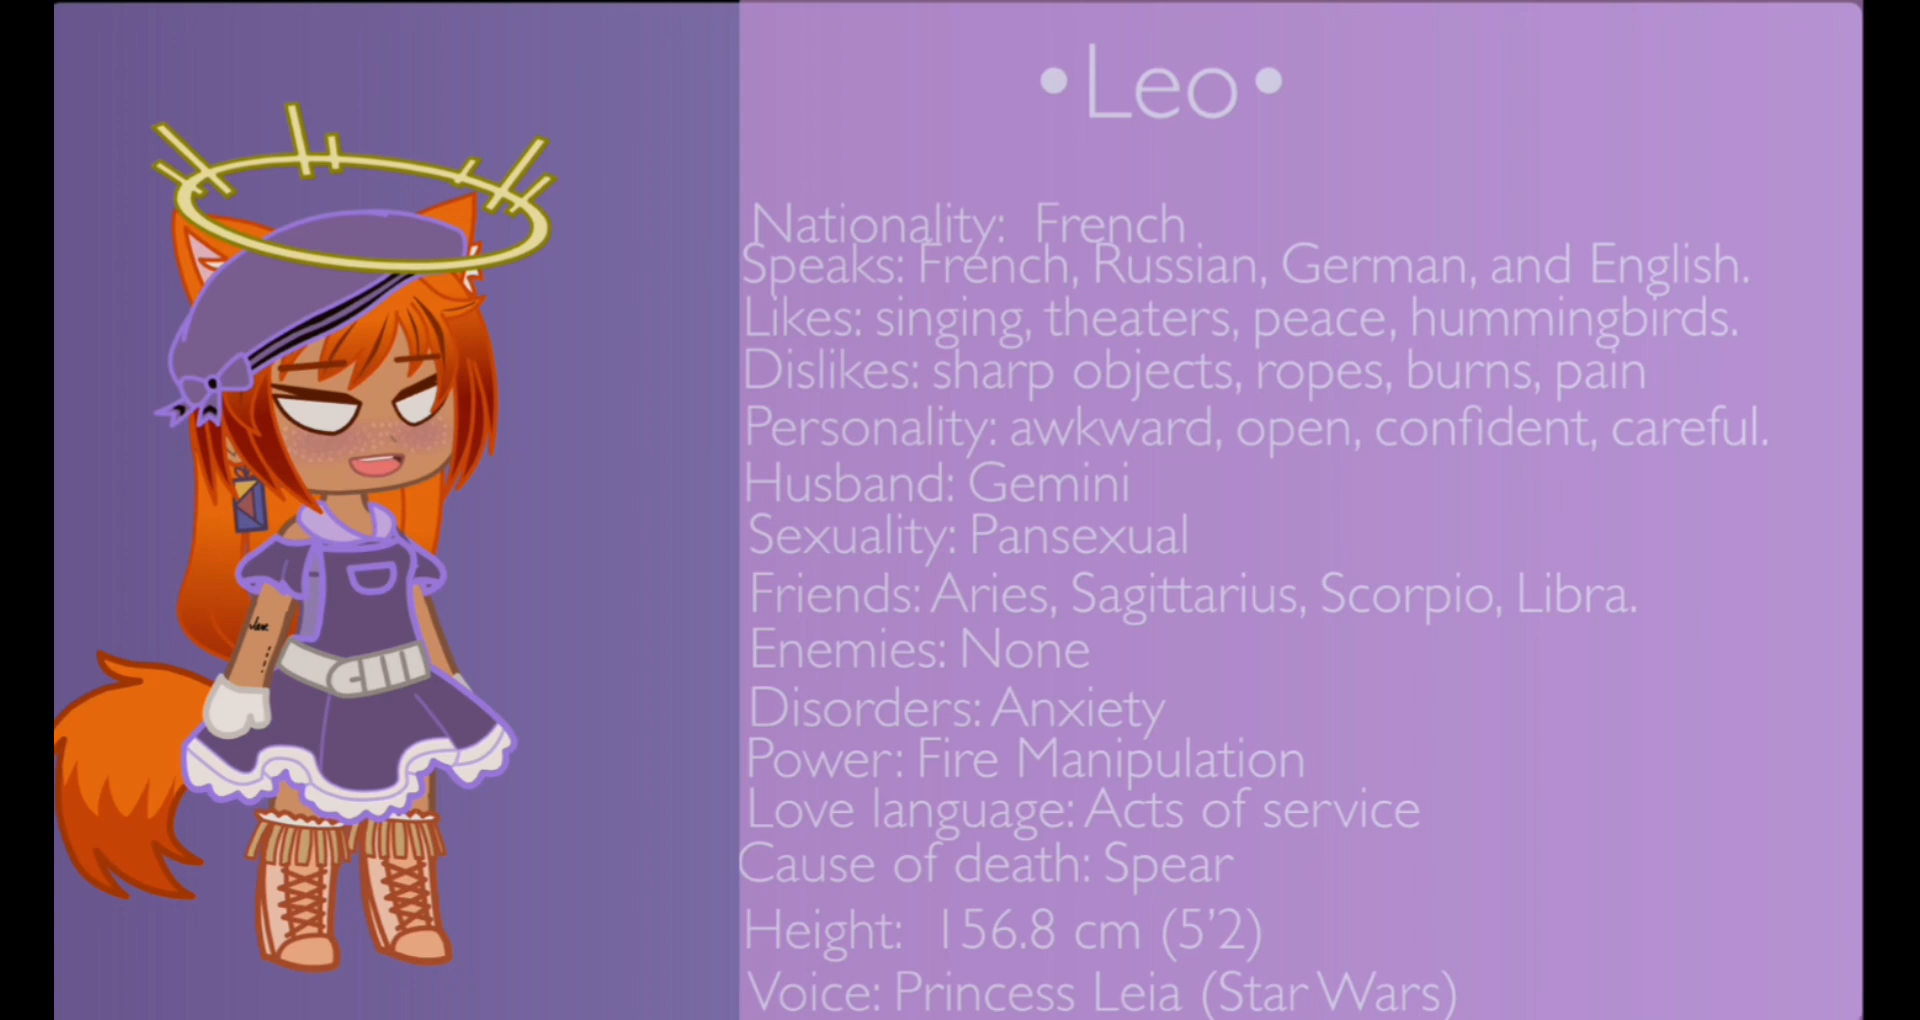 •Leo•
Nationality: French
Speaks: French, Russian, German, and English.
Likes: singing, theaters, peace, hummingbirds.
Dislikes: sharp objects, ropes, burns, pain
Personality: awkward, open, confident, careful.
Husband: Gemini
Sexuality: Pansexual
Friends: Aries, Sagittarius, Scorpio, Libra.
Enemies: None
Disorders: Anxiety
Power: Fire Manipulation
Love language: Acts of service
Cause of death: Spear
Height: 156.8 cm (5’2)
Voice: Princess Leia (Star Wars)